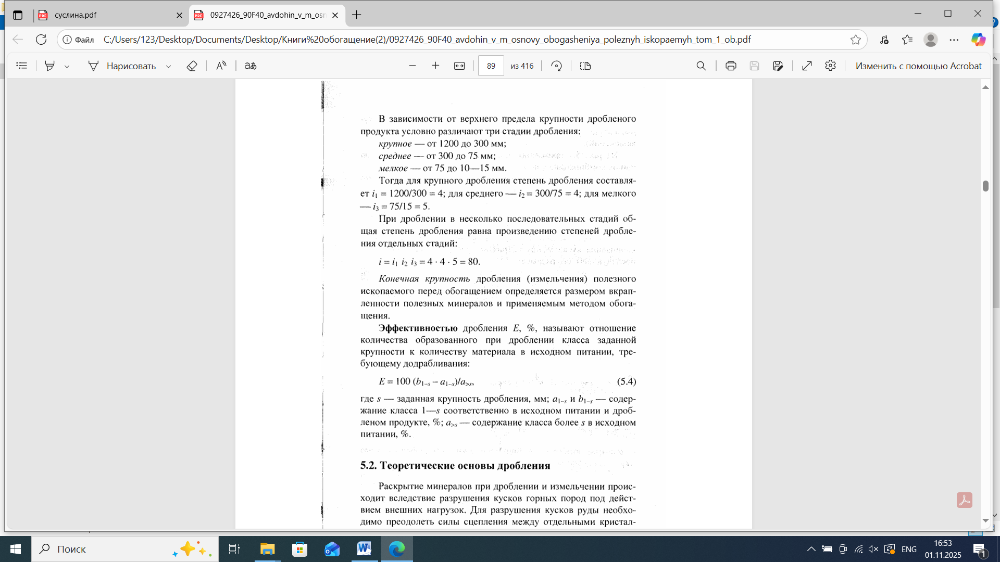 суслина.pdf
0927426_90F40_avdohin_v_m_osn
Файл
C:/Users/123/Desktop/Documents/Desktop/Книги%20обогащение(2)/0927426_90F40_avdohin_v_m_osnovy_obogasheniya_poleznyh_iskopaemyh_tom_1_ob.pdf
Нарисовать
аあ
89 из 416
Изменить с помощью Acrobat
В зависимости от верхнего предела крупности дробленого
продукта условно различают три стадии дробления:
крупное — от 1200 до 300 мм;
среднее — от 300 до 75 мм;
мелкое — от 75 до 10—15 мм.
Тогда для крупного дробления степень дробления составля-
ет i₁ = 1200/300 = 4; для среднего — i₂ = 300/75 = 4; для мелкого
— i₃ = 75/15 = 5.
При дроблении в несколько последовательных стадий об-
щая степень дробления равна произведению степеней дробле-
ния отдельных стадий:
i = i₁ i₂ i₃ = 4 · 4 · 5 = 80.
Конечная крупность дробления (измельчения) полезного
ископаемого перед обогащением определяется размером вкрап-
ленности полезных минералов и применяемым методом обога-
щения.
Эффективностью дробления E, %, называют отношение
количества образованного при дроблении класса заданной
крупности к количеству материала в исходном питании, тре-
бующему додрабливания:
E = 100 (b₁₋ₛ – a₁₋ₛ)/a>ₛ, (5.4)
где s — заданная крупность дробления, мм; a₁₋ₛ и b₁₋ₛ — содер-
жание класса 1—s соответственно в исходном питании и дроб-
леном продукте, %; a>ₛ — содержание класса более s в исходном
питании, %.
5.2. Теоретические основы дробления
Раскрытие минералов при дроблении и измельчении проис-
ходит вследствие разрушения кусков горных пород под дейст-
вием внешних нагрузок. Для разрушения кусков руды необхо-
димо преодолеть силы сцепления между отдельными кристал-
Поиск
ENG
16:53
01.11.2025
1